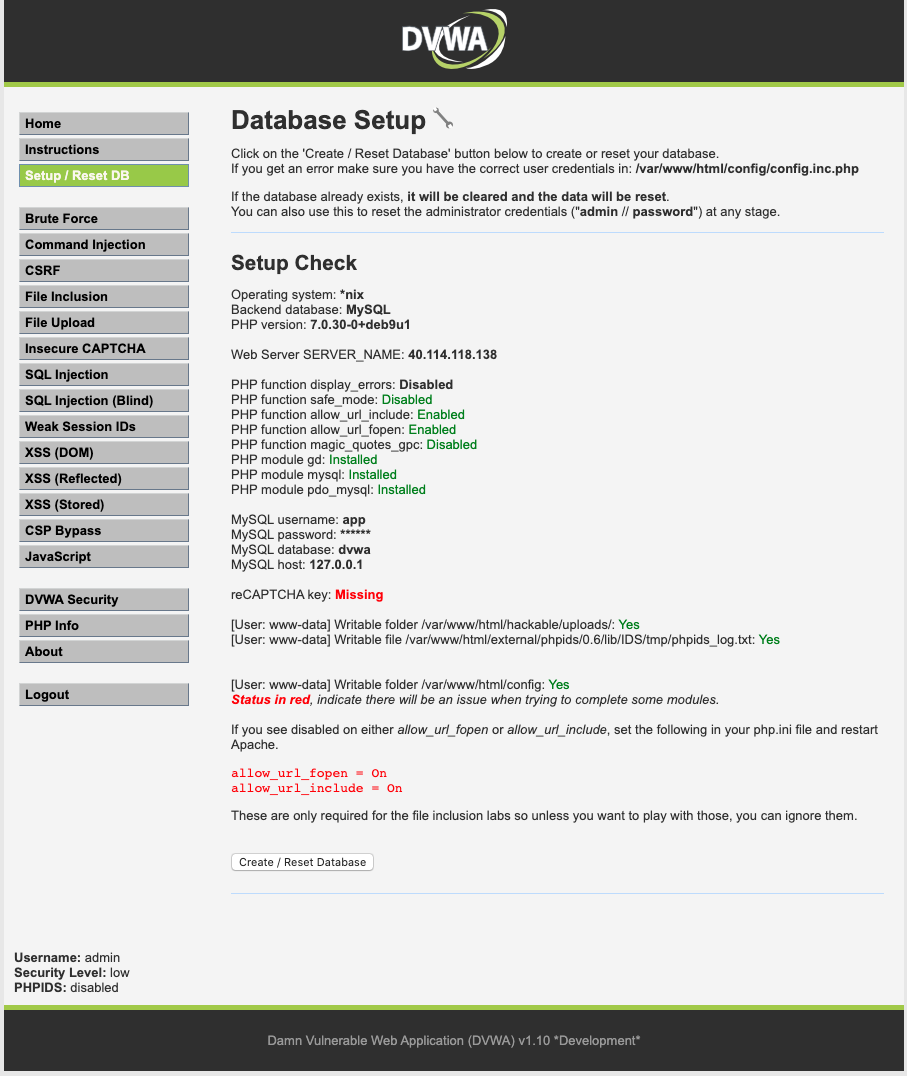 DVWA
Home
Instructions
Setup / Reset DB
Brute Force
Command Injection
CSRF
File Inclusion
File Upload
Insecure CAPTCHA
SQL Injection
SQL Injection (Blind)
Weak Session IDs
XSS (DOM)
XSS (Reflected)
XSS (Stored)
CSP Bypass
JavaScript
DVWA Security
PHP Info
About
Logout
Database Setup
Click on the 'Create / Reset Database' button below to create or reset your database.
If you get an error make sure you have the correct user credentials in: /var/www/html/config/config.inc.php
If the database already exists, it will be cleared and the data will be reset.
You can also use this to reset the administrator credentials ("admin // password") at any stage.
Setup Check
Operating system: *nix
Backend database: MySQL
PHP version: 7.0.30-0+deb9u1
Web Server SERVER_NAME: 40.114.118.138
PHP function display_errors: Disabled
PHP function safe_mode: Disabled
PHP function allow_url_include: Enabled
PHP function allow_url_fopen: Enabled
PHP function magic_quotes_gpc: Disabled
PHP module gd: Installed
PHP module mysql: Installed
PHP module pdo_mysql: Installed
MySQL username: app
MySQL password: ******
MySQL database: dvwa
MySQL host: 127.0.0.1
reCAPTCHA key: Missing
[User: www-data] Writable folder /var/www/html/hackable/uploads/: Yes
[User: www-data] Writable file /var/www/html/external/phpids/0.6/lib/IDS/tmp/phpids_log.txt: Yes
[User: www-data] Writable folder /var/www/html/config: Yes
Status in red, indicate there will be an issue when trying to complete some modules.
If you see disabled on either allow_url_fopen or allow_url_include, set the following in your php.ini file and restart
Apache.
allow_url_fopen = On
allow_url_include = On
These are only required for the file inclusion labs so unless you want to play with those, you can ignore them.
Create / Reset Database
Username: admin
Security Level: low
PHPIDS: disabled
Damn Vulnerable Web Application (DVWA) v1.10 *Development*